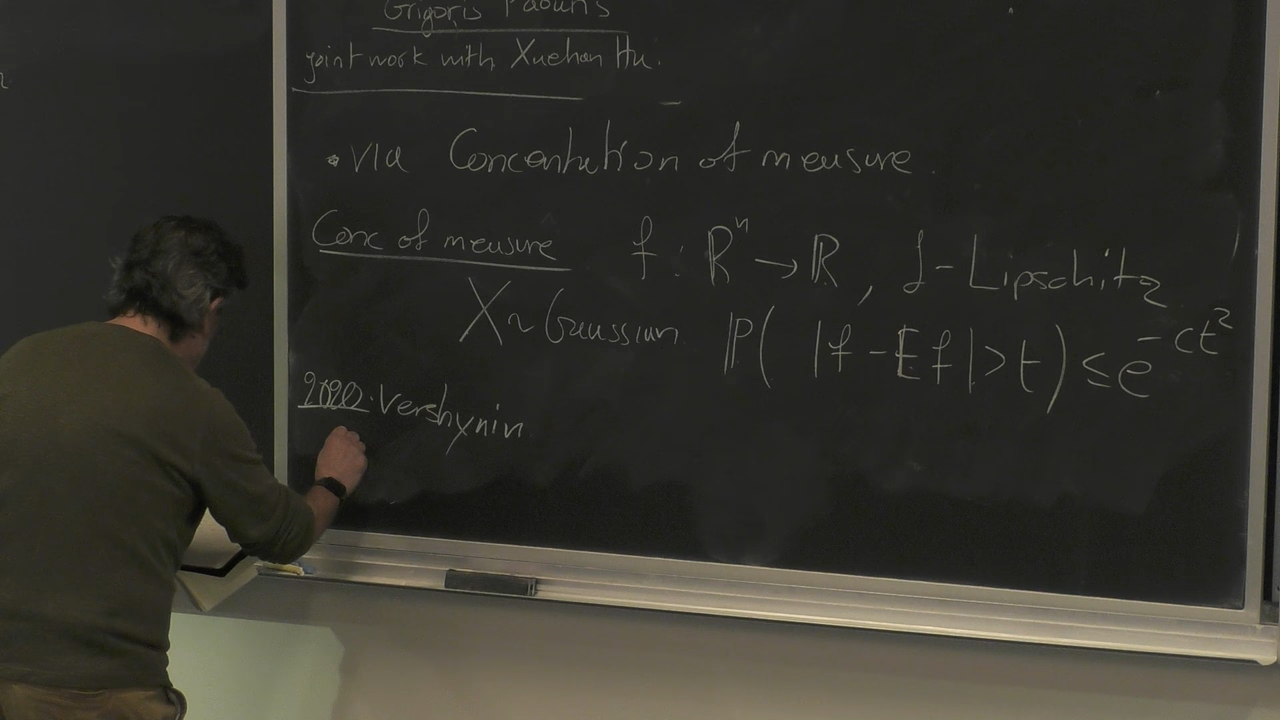 Grigoris Paouris
joint work with Xuehan Hu.
• via Concentration of measure.
Conc of measure f : ℝⁿ → ℝ , 1-Lipschitz
X ~ Gaussian ℙ( |f - 𝔼f| > t ) ≤ e^{-ct²}
2020: Vershynin